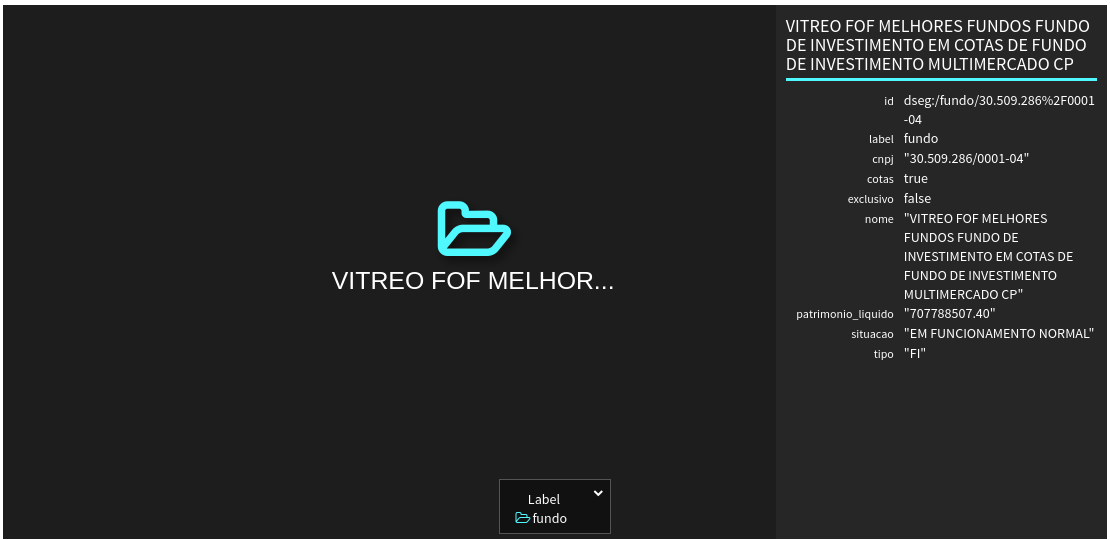 VITREO FOF MELHOR...
Label
fundo
VITREO FOF MELHORES FUNDOS FUNDO
DE INVESTIMENTO EM COTAS DE FUNDO
DE INVESTIMENTO MULTIMERCADO CP
id dseg:/fundo/30.509.286%2F0001
-04
label fundo
cnpj "30.509.286/0001-04"
cotas true
exclusivo false
nome "VITREO FOF MELHORES
FUNDOS FUNDO DE
INVESTIMENTO EM COTAS DE
FUNDO DE INVESTIMENTO
MULTIMERCADO CP"
patrimonio_liquido "707788507.40"
situacao "EM FUNCIONAMENTO NORMAL"
tipo "FI"